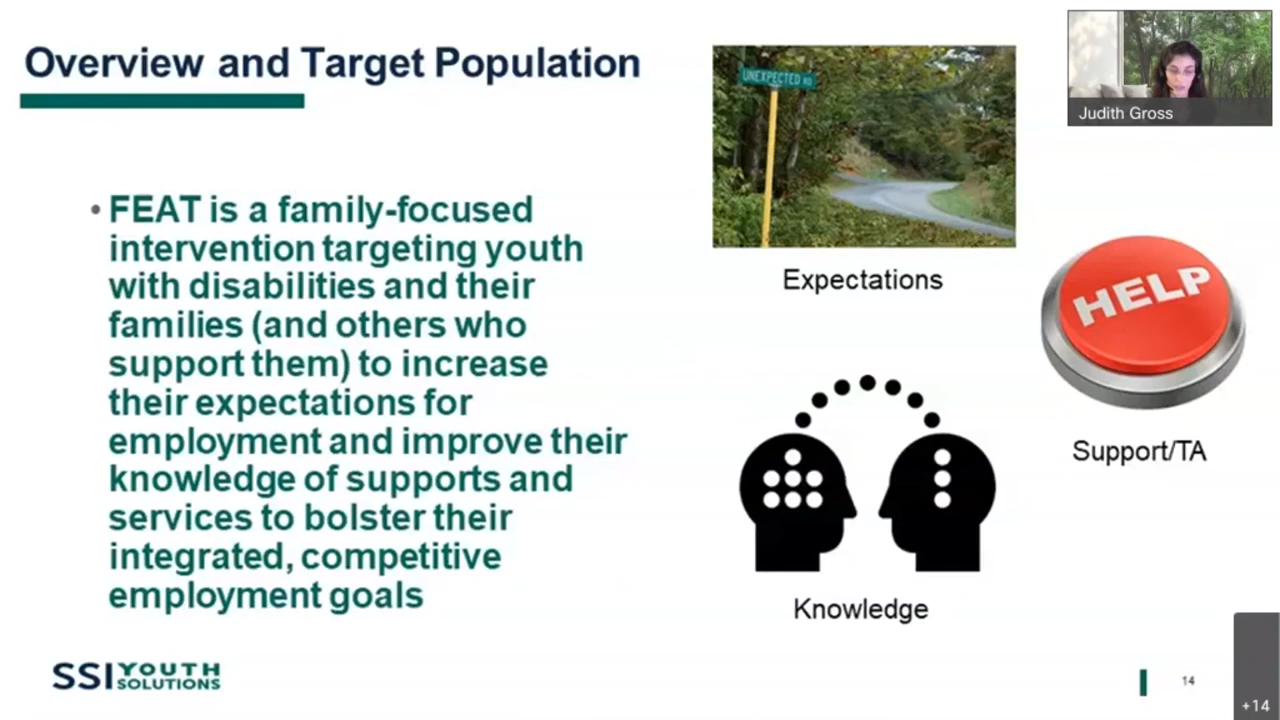 Overview and Target Population
• FEAT is a family-focused
intervention targeting youth
with disabilities and their
families (and others who
support them) to increase
their expectations for
employment and improve their
knowledge of supports and
services to bolster their
integrated, competitive
employment goals
UNEXPECTED RD
Expectations
HELP
Support/TA
Knowledge
Judith Gross
SSI YOUTH
SOLUTIONS
14
+14